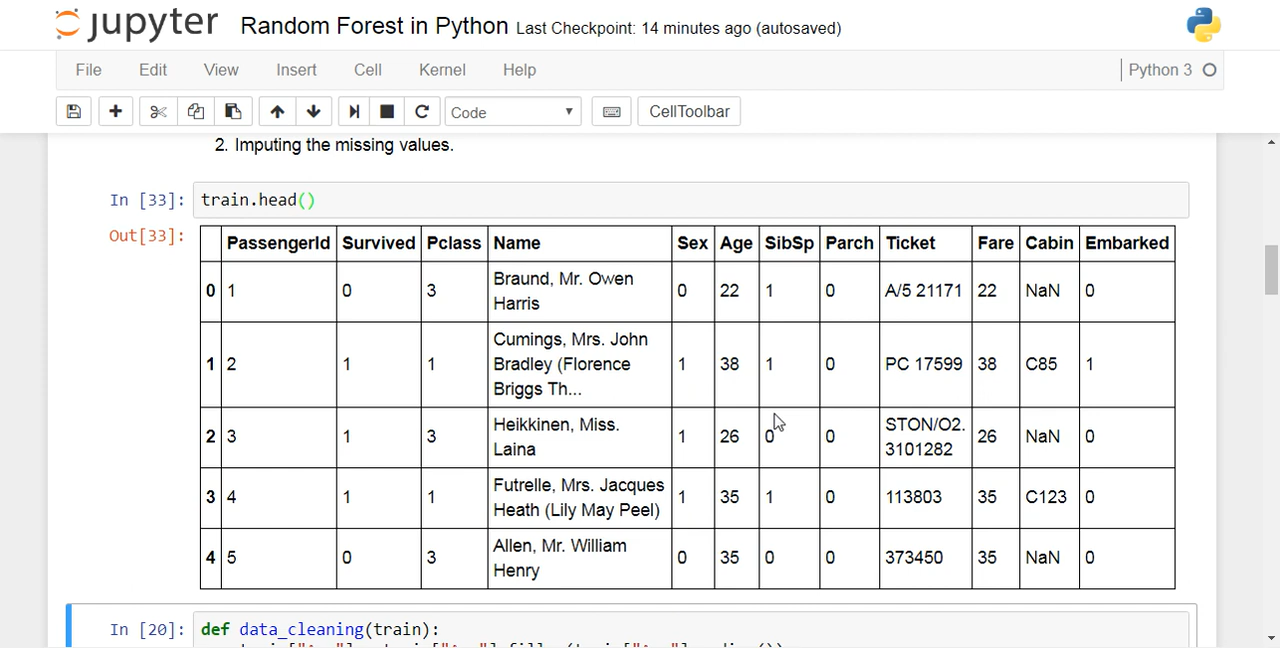 jupyter Random Forest in Python Last Checkpoint: 14 minutes ago (autosaved)
File Edit View Insert Cell Kernel Help Python 3
Code CellToolbar
2. Imputing the missing values.
In [33]: train.head()
Out[33]:
PassengerId Survived Pclass Name Sex Age SibSp Parch Ticket Fare Cabin Embarked
0 1 0 3 Braund, Mr. Owen Harris 0 22 1 0 A/5 21171 22 NaN 0
1 2 1 1 Cumings, Mrs. John Bradley (Florence Briggs Th... 1 38 1 0 PC 17599 38 C85 1
2 3 1 3 Heikkinen, Miss. Laina 1 26 0 0 STON/O2. 3101282 26 NaN 0
3 4 1 1 Futrelle, Mrs. Jacques Heath (Lily May Peel) 1 35 1 0 113803 35 C123 0
4 5 0 3 Allen, Mr. William Henry 0 35 0 0 373450 35 NaN 0
In [20]: def data_cleaning(train):